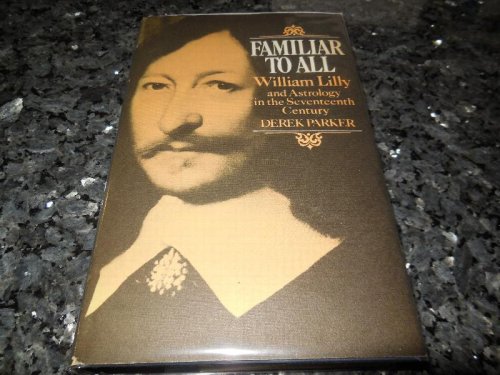 FAMILIAR
TO ALL
William Lilly
and Astrology
in the Seventeenth
Century
DEREK PARKER